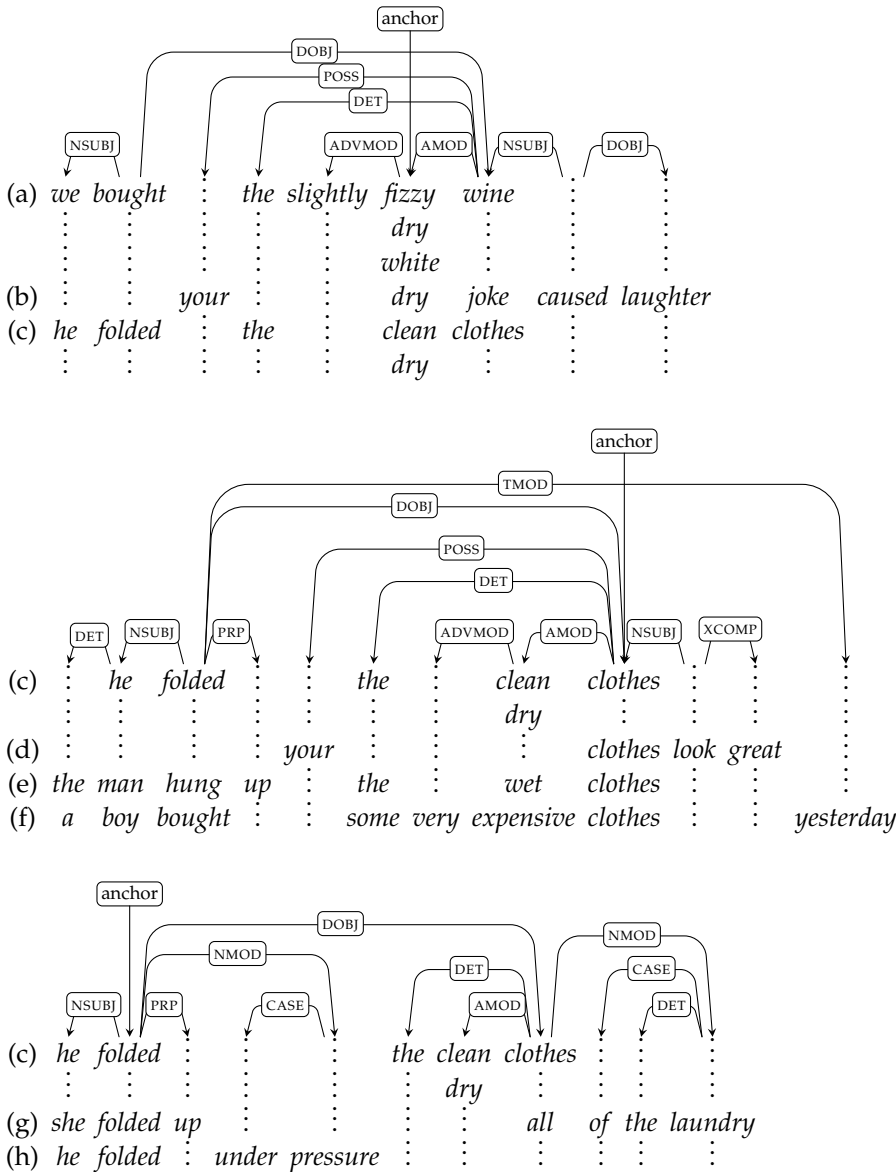 anchor
DOBJ
POSS
DET
NSUBJ ADVMOD AMOD NSUBJ DOBJ
(a) we bought the slightly fizzy wine
dry
white
(b) your dry joke caused laughter
(c) he folded the clean clothes
dry
anchor
TMOD
DOBJ
POSS
DET
DET NSUBJ PRP ADVMOD AMOD NSUBJ XCOMP
(c) he folded the clean clothes
dry
(d) your clothes look great
(e) the man hung up the wet clothes
(f) a boy bought some very expensive clothes yesterday
anchor
DOBJ NMOD
NMOD DET CASE
NSUBJ PRP CASE AMOD DET
(c) he folded the clean clothes
dry
(g) she folded up all of the laundry
(h) he folded under pressure